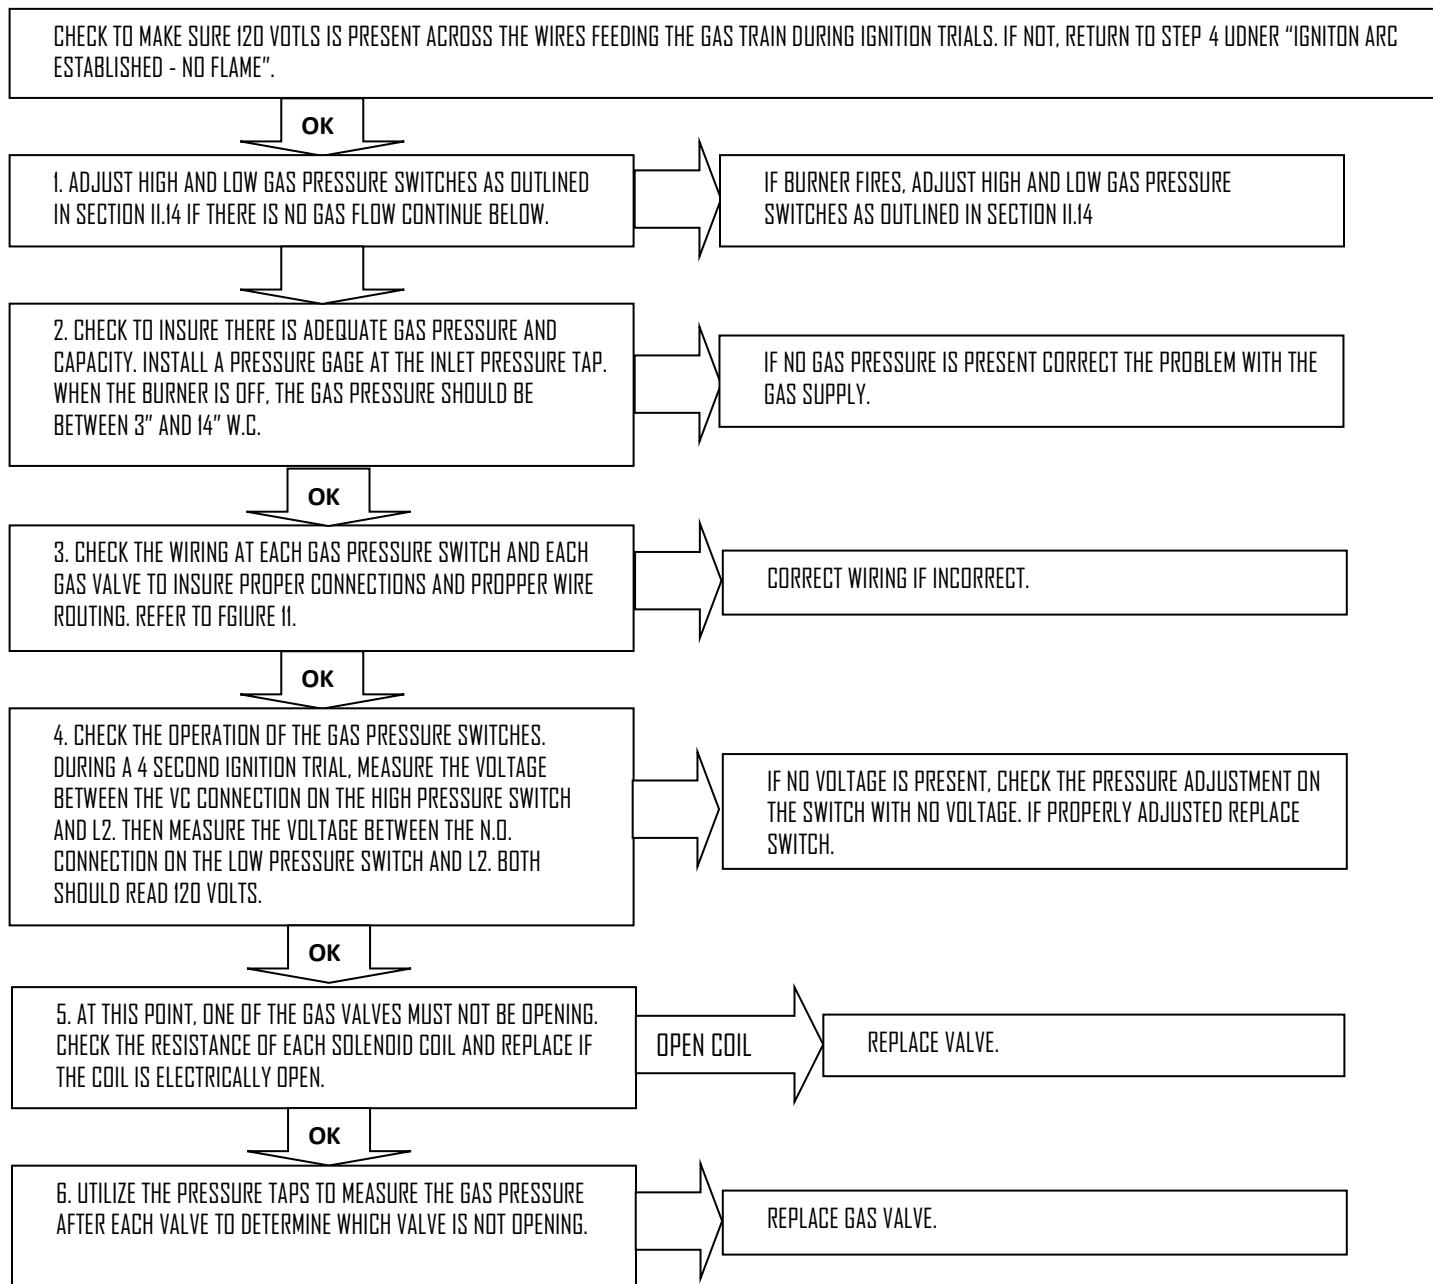 CHECK TO MAKE SURE 120 VOTLS IS PRESENT ACROSS THE WIRES FEEDING THE GAS TRAIN DURING IGNITION TRIALS. IF NOT, RETURN TO STEP 4 UDNER “IGNITON ARC
ESTABLISHED - NO FLAME”.
OK
1. ADJUST HIGH AND LOW GAS PRESSURE SWITCHES AS OUTLINED
IN SECTION II.14 IF THERE IS NO GAS FLOW CONTINUE BELOW.
IF BURNER FIRES, ADJUST HIGH AND LOW GAS PRESSURE
SWITCHES AS OUTLINED IN SECTION II.14
2. CHECK TO INSURE THERE IS ADEQUATE GAS PRESSURE AND
CAPACITY. INSTALL A PRESSURE GAGE AT THE INLET PRESSURE TAP.
WHEN THE BURNER IS OFF, THE GAS PRESSURE SHOULD BE
BETWEEN 3” AND 14” W.C.
IF NO GAS PRESSURE IS PRESENT CORRECT THE PROBLEM WITH THE
GAS SUPPLY.
OK
3. CHECK THE WIRING AT EACH GAS PRESSURE SWITCH AND EACH
GAS VALVE TO INSURE PROPER CONNECTIONS AND PROPPER WIRE
ROUTING. REFER TO FGIURE 11.
CORRECT WIRING IF INCORRECT.
OK
4. CHECK THE OPERATION OF THE GAS PRESSURE SWITCHES.
DURING A 4 SECOND IGNITION TRIAL, MEASURE THE VOLTAGE
BETWEEN THE VC CONNECTION ON THE HIGH PRESSURE SWITCH
AND L2. THEN MEASURE THE VOLTAGE BETWEEN THE N.O.
CONNECTION ON THE LOW PRESSURE SWITCH AND L2. BOTH
SHOULD READ 120 VOLTS.
IF NO VOLTAGE IS PRESENT, CHECK THE PRESSURE ADJUSTMENT ON
THE SWITCH WITH NO VOLTAGE. IF PROPERLY ADJUSTED REPLACE
SWITCH.
OK
5. AT THIS POINT, ONE OF THE GAS VALVES MUST NOT BE OPENING.
CHECK THE RESISTANCE OF EACH SOLENOID COIL AND REPLACE IF
THE COIL IS ELECTRICALLY OPEN.
OPEN COIL
REPLACE VALVE.
OK
6. UTILIZE THE PRESSURE TAPS TO MEASURE THE GAS PRESSURE
AFTER EACH VALVE TO DETERMINE WHICH VALVE IS NOT OPENING.
REPLACE GAS VALVE.